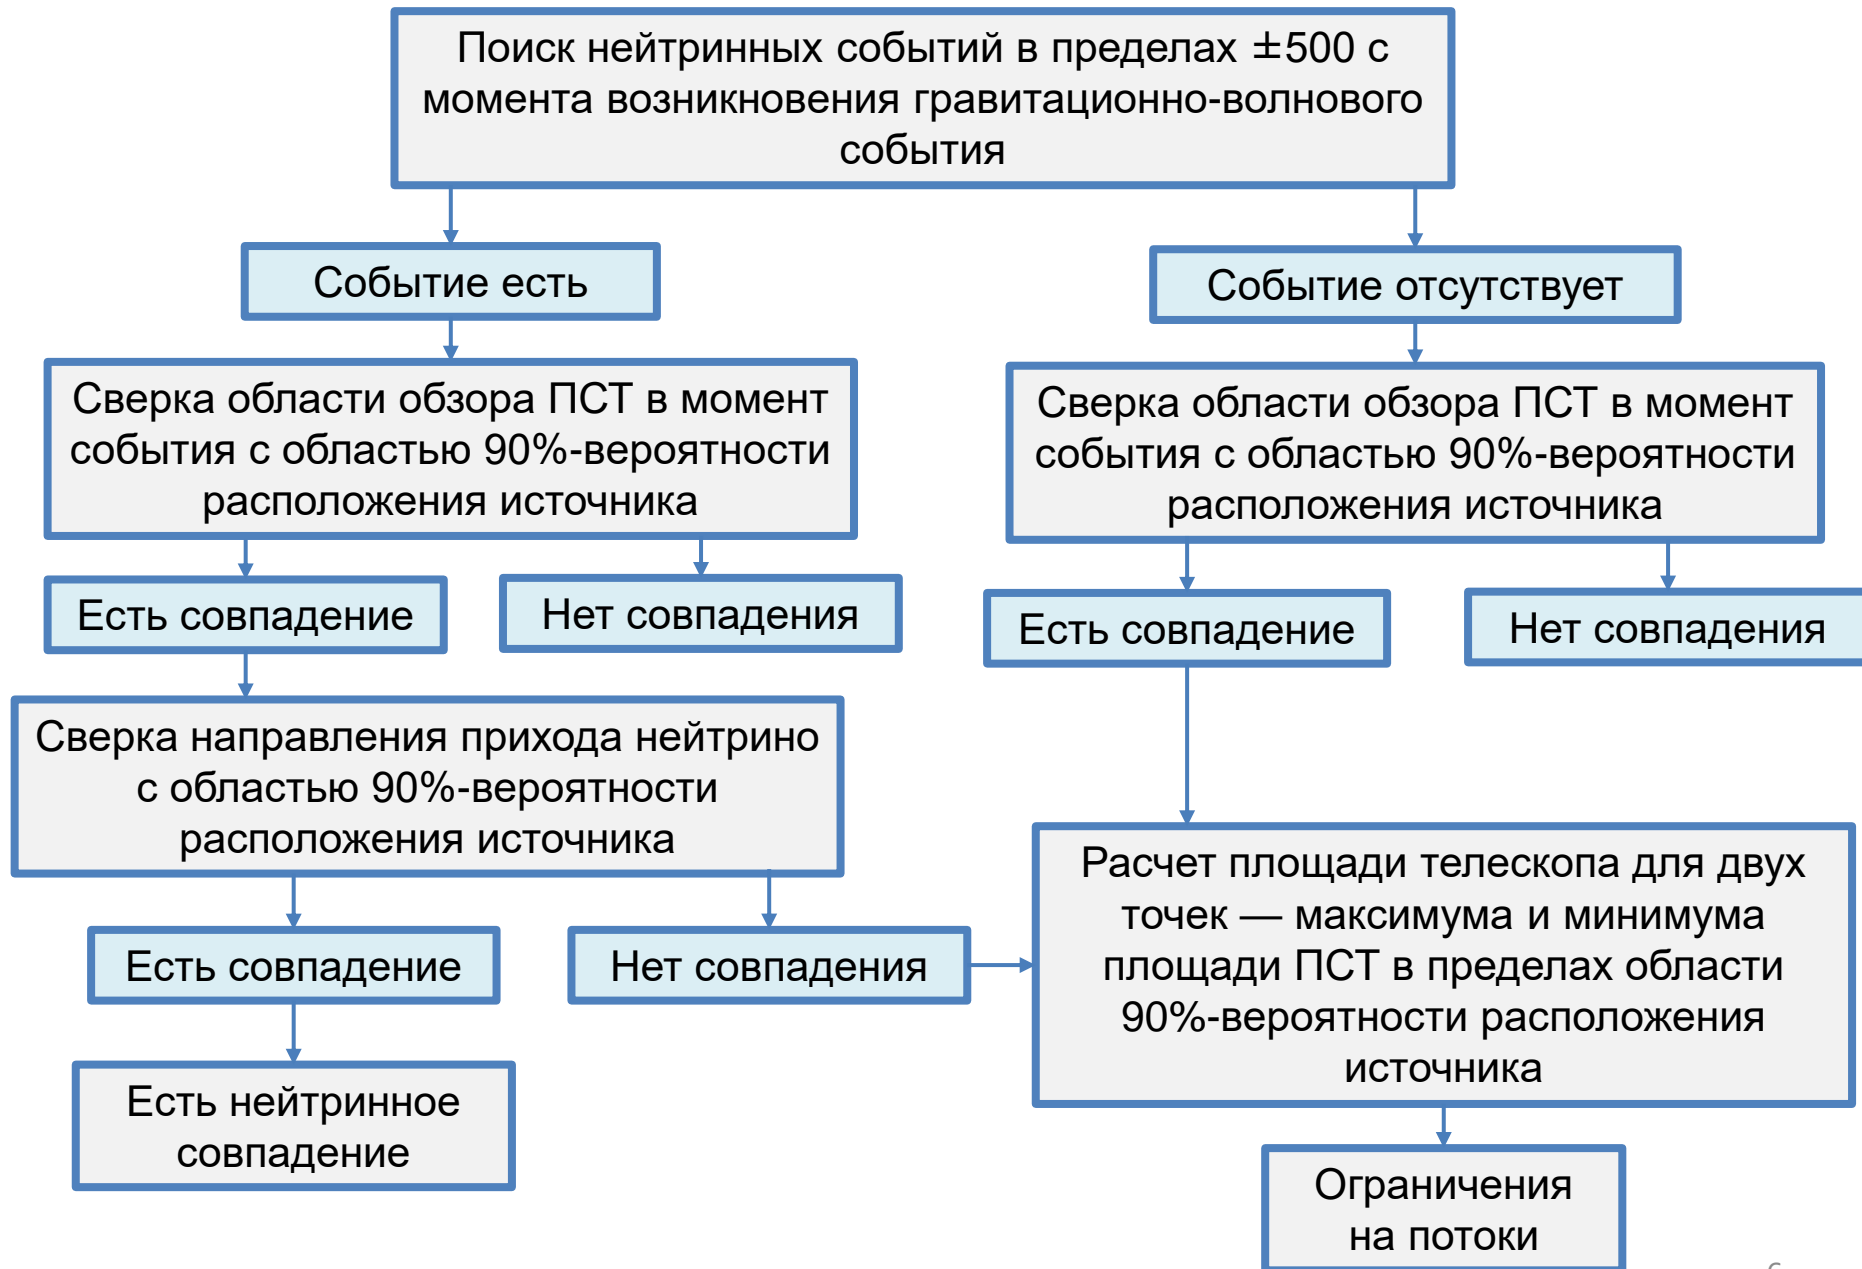 Поиск нейтринных событий в пределах ±500 с
момента возникновения гравитационно-волнового
события
Событие есть
Событие отсутствует
Сверка области обзора ПСТ в момент
события с областью 90%-вероятности
расположения источника
Сверка области обзора ПСТ в момент
события с областью 90%-вероятности
расположения источника
Есть совпадение
Нет совпадения
Есть совпадение
Нет совпадения
Сверка направления прихода нейтрино
с областью 90%-вероятности
расположения источника
Расчет площади телескопа для двух
точек — максимума и минимума
площади ПСТ в пределах области
90%-вероятности расположения
источника
Есть совпадение
Нет совпадения
Есть нейтринное
совпадение
Ограничения
на потоки